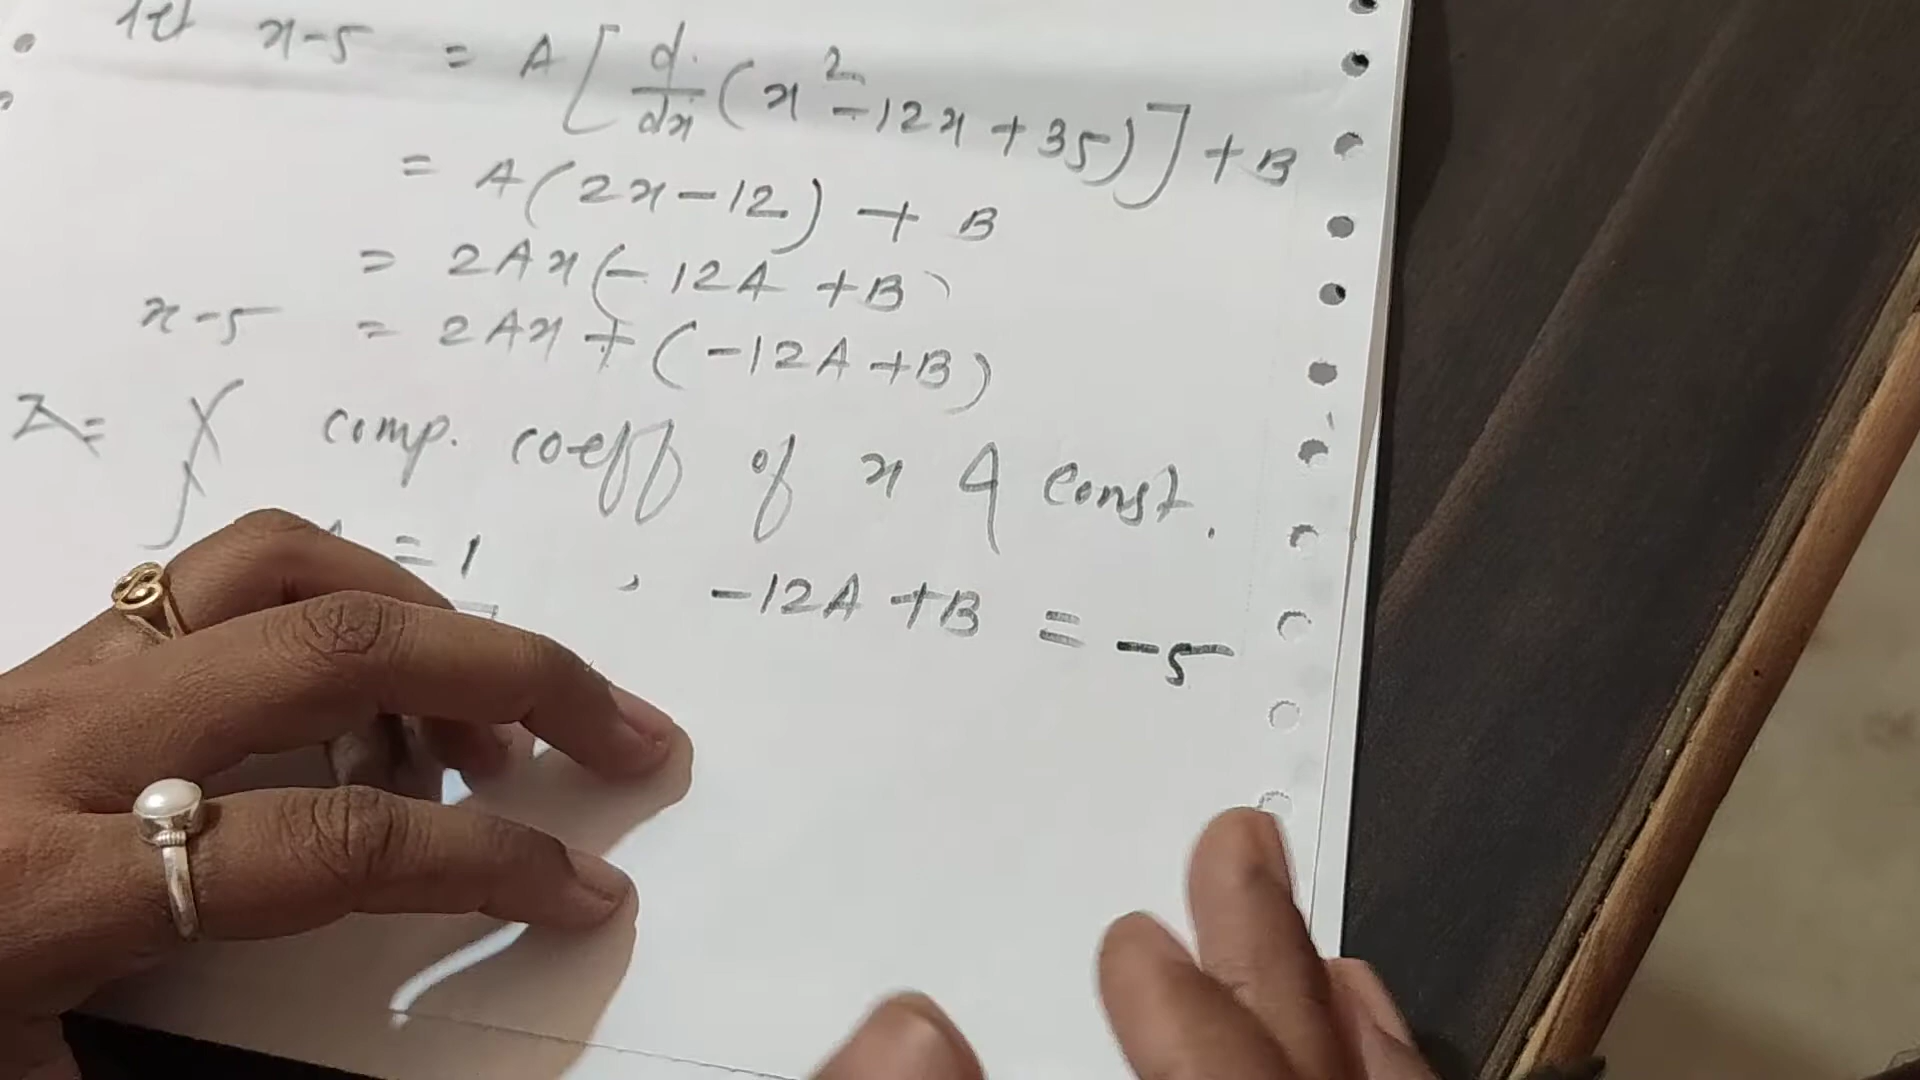 let x-5 = A[d/dx(x²-12x+35)]+B
= A(2x-12) + B
= 2Ax(-12A+B)
x-5 = 2Ax+(-12A+B)
comp. coeff of x & const.
=1 , -12A+B = -5